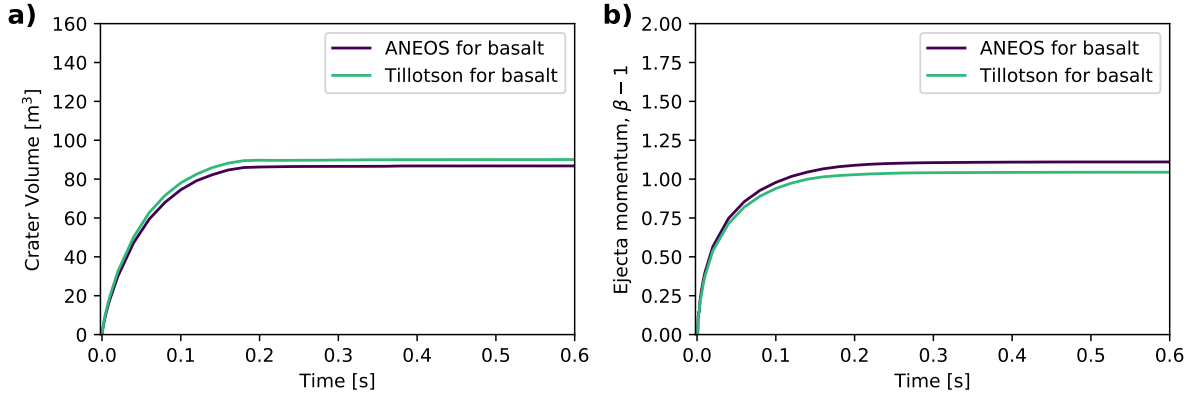 a)
160
140
120
100
80
60
40
20
0
Crater Volume [m³]
ANEOS for basalt
Tillotson for basalt
0.0 0.1 0.2 0.3 0.4 0.5 0.6
Time [s]
b)
2.00
1.75
1.50
1.25
1.00
0.75
0.50
0.25
0.00
Ejecta momentum, β − 1
ANEOS for basalt
Tillotson for basalt
0.0 0.1 0.2 0.3 0.4 0.5 0.6
Time [s]